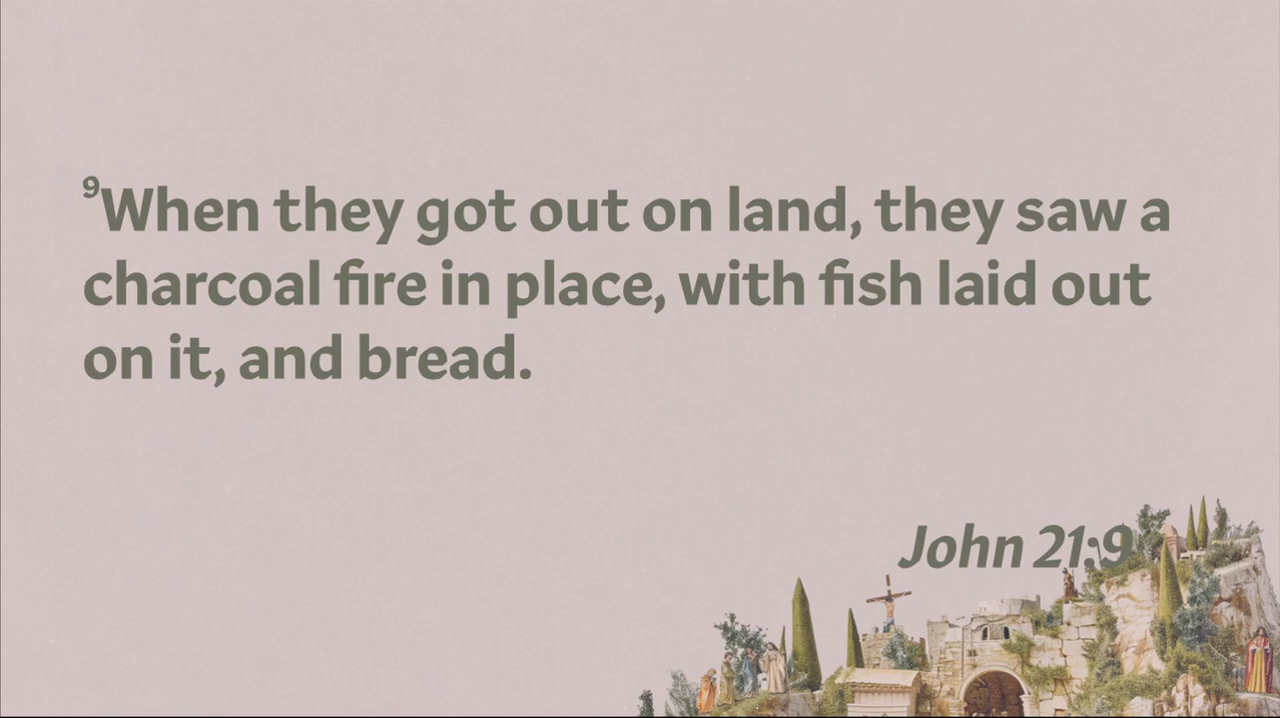 ⁹When they got out on land, they saw a
charcoal fire in place, with fish laid out
on it, and bread.
John 21:9